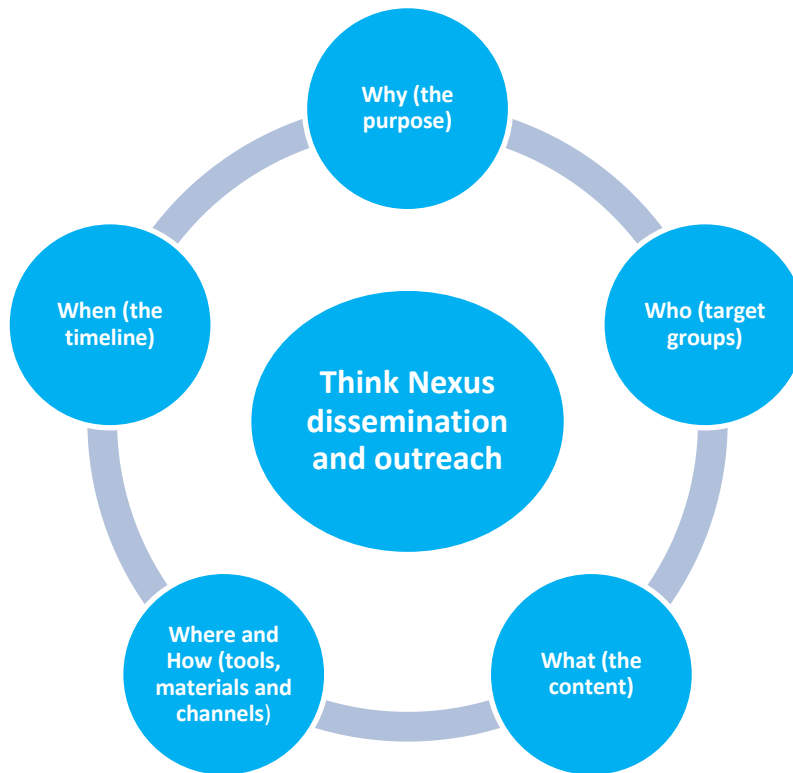 Why (the
purpose)
Who (target
groups)
What (the
content)
Where and
How (tools,
materials and
channels)
When (the
timeline)
Think Nexus
dissemination
and outreach